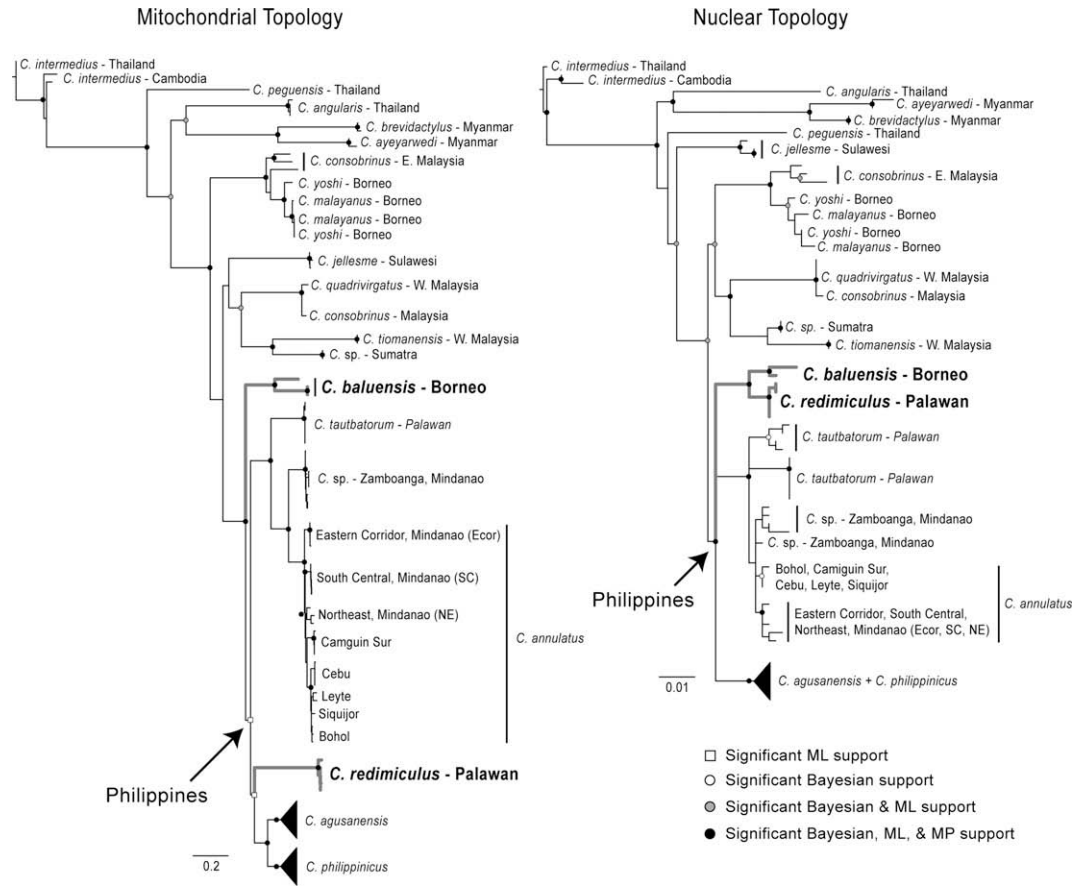 Mitochondrial Topology
C. intermedius - Thailand
C. intermedius - Cambodia
C. peguensis - Thailand
C. angularis - Thailand
C. brevidactylus - Myanmar
C. ayeyarwedi - Myanmar
C. consobrinus - E. Malaysia
C. yoshi - Borneo
C. malayanus - Borneo
C. malayanus - Borneo
C. yoshi - Borneo
C. jellesme - Sulawesi
C. quadrivirgatus - W. Malaysia
C. consobrinus - Malaysia
C. tiomanensis - W. Malaysia
C. sp. - Sumatra
C. baluensis - Borneo
C. tautbatorum - Palawan
C. sp. - Zamboanga, Mindanao
Eastern Corridor, Mindanao (Ecor)
South Central, Mindanao (SC)
Northeast, Mindanao (NE)
Camguin Sur
C. annulatus
Cebu
Leyte
Siquijor
Bohol
C. redimiculus - Palawan
Philippines
C. agusanensis
C. philippinicus
0.2
Nuclear Topology
C. intermedius - Thailand
C. intermedius - Cambodia
C. angularis - Thailand
C. ayeyarwedi - Myanmar
C. brevidactylus - Myanmar
C. peguensis - Thailand
C. jellesme - Sulawesi
C. consobrinus - E. Malaysia
C. yoshi - Borneo
C. malayanus - Borneo
C. yoshi - Borneo
C. malayanus - Borneo
C. quadrivirgatus - W. Malaysia
C. consobrinus - Malaysia
C. sp. - Sumatra
C. tiomanensis - W. Malaysia
C. baluensis - Borneo
C. redimiculus - Palawan
C. tautbatorum - Palawan
C. tautbatorum - Palawan
C. sp. - Zamboanga, Mindanao
C. sp. - Zamboanga, Mindanao
Bohol, Camiguin Sur,
Cebu, Leyte, Siquijor
Philippines
C. annulatus
Eastern Corridor, South Central,
Northeast, Mindanao (Ecor, SC, NE)
C. agusanensis + C. philippinicus
0.01
Significant ML support
Significant Bayesian support
Significant Bayesian & ML support
Significant Bayesian, ML, & MP support